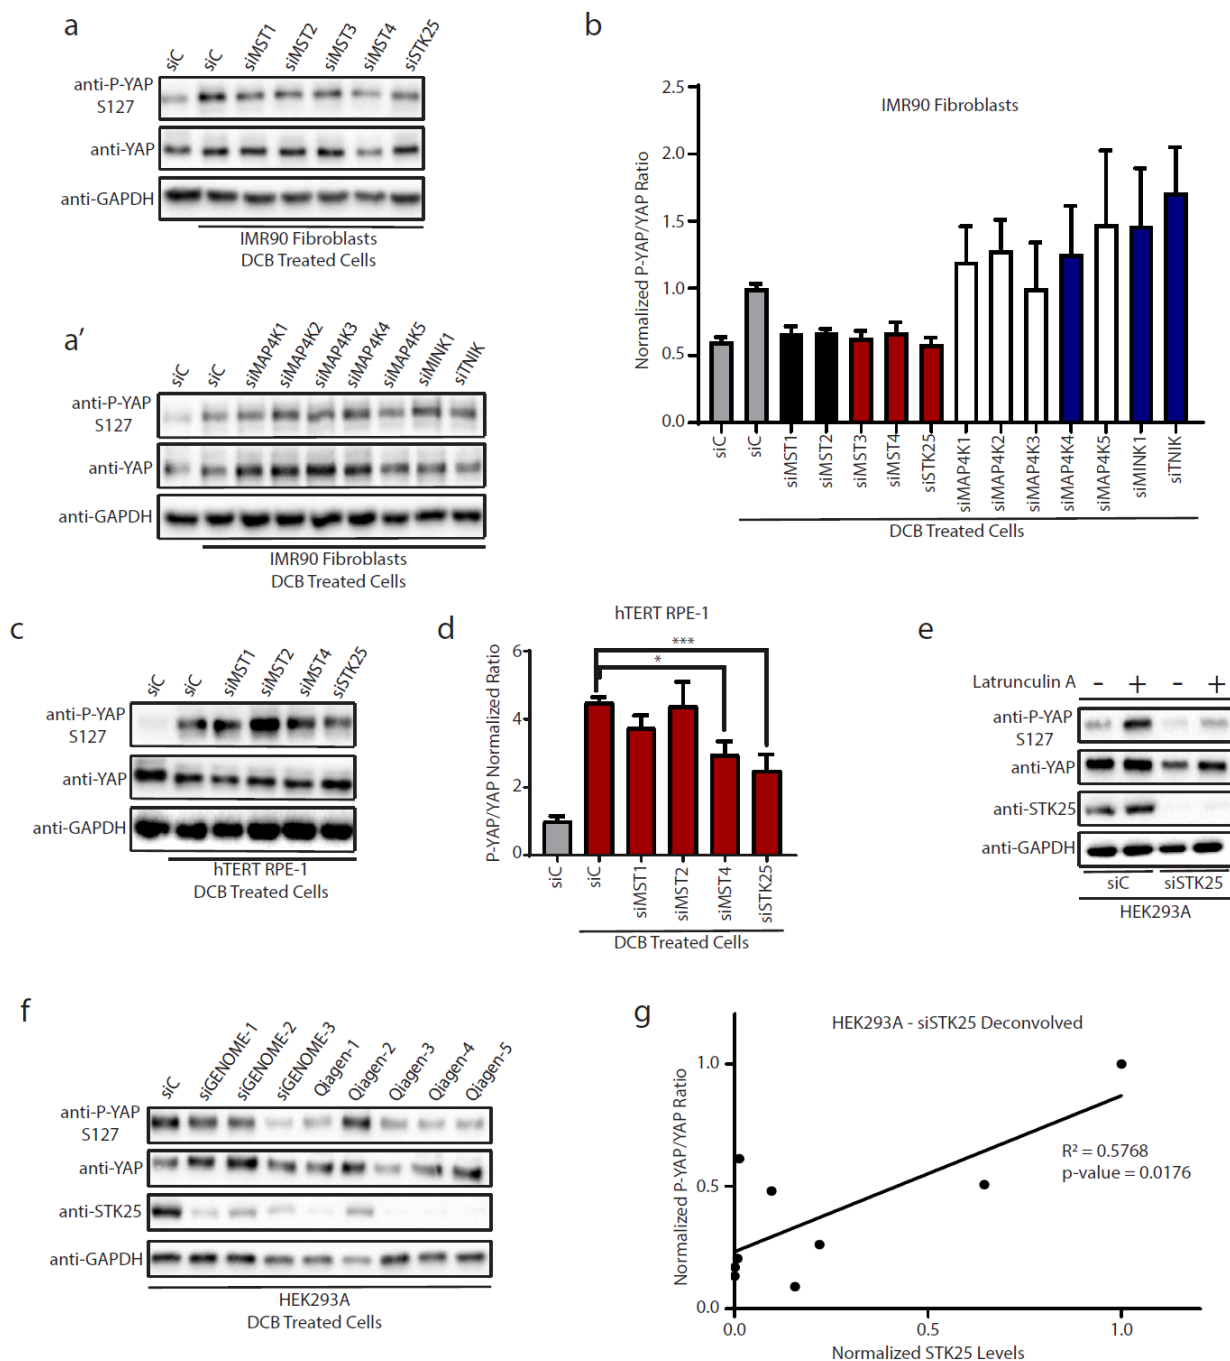 a
siC
siC
siMST1
siMST2
siMST3
siMST4
siSTK25
anti-P-YAP
S127
anti-YAP
anti-GAPDH
IMR90 Fibroblasts
DCB Treated Cells
a'
siC
siC
siMAP4K1
siMAP4K2
siMAP4K3
siMAP4K4
siMAP4K5
siMINK1
siTNIK
anti-P-YAP
S127
anti-YAP
anti-GAPDH
IMR90 Fibroblasts
DCB Treated Cells
b
IMR90 Fibroblasts
Normalized P-YAP/YAP Ratio
2.5
2.0
1.5
1.0
0.5
0.0
siC
siC
siMST1
siMST2
siMST3
siMST4
siSTK25
siMAP4K1
siMAP4K2
siMAP4K3
siMAP4K4
siMAP4K5
siMINK1
siTNIK
DCB Treated Cells
c
siC
siC
siMST1
siMST2
siMST4
siSTK25
anti-P-YAP
S127
anti-YAP
anti-GAPDH
hTERT RPE-1
DCB Treated Cells
d
hTERT RPE-1
P-YAP/YAP Normalized Ratio
6
4
2
0
***
*
siC
siC
siMST1
siMST2
siMST4
siSTK25
DCB Treated Cells
e
Latrunculin A - + - +
anti-P-YAP
S127
anti-YAP
anti-STK25
anti-GAPDH
siC siSTK25
HEK293A
f
siC
siGENOME-1
siGENOME-2
siGENOME-3
Qiagen-1
Qiagen-2
Qiagen-3
Qiagen-4
Qiagen-5
anti-P-YAP
S127
anti-YAP
anti-STK25
anti-GAPDH
HEK293A
DCB Treated Cells
g
HEK293A - siSTK25 Deconvolved
Normalized P-YAP/YAP Ratio
1.0
0.5
0.0
R² = 0.5768
p-value = 0.0176
0.0 0.5 1.0
Normalized STK25 Levels